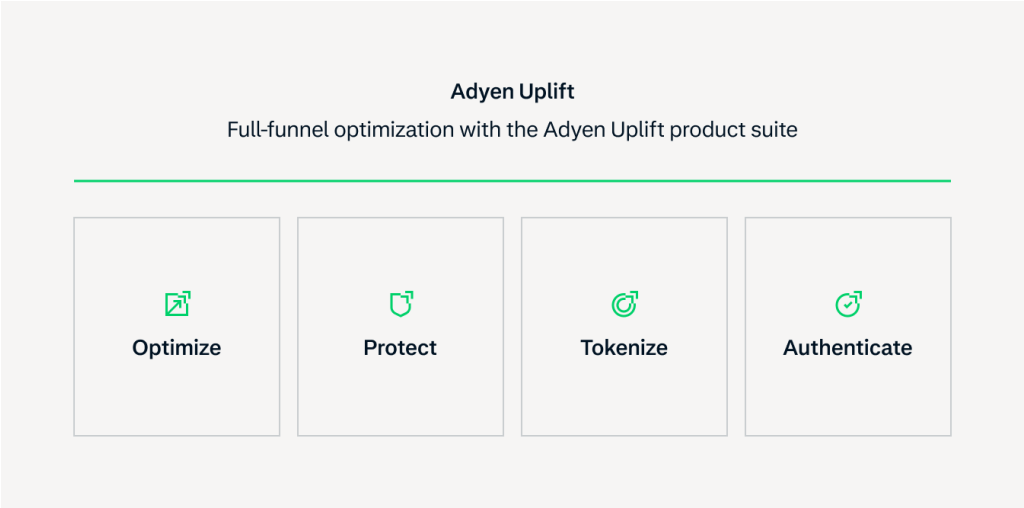 Adyen Uplift
Full-funnel optimization with the Adyen Uplift product suite
Optimize
Protect
Tokenize
Authenticate